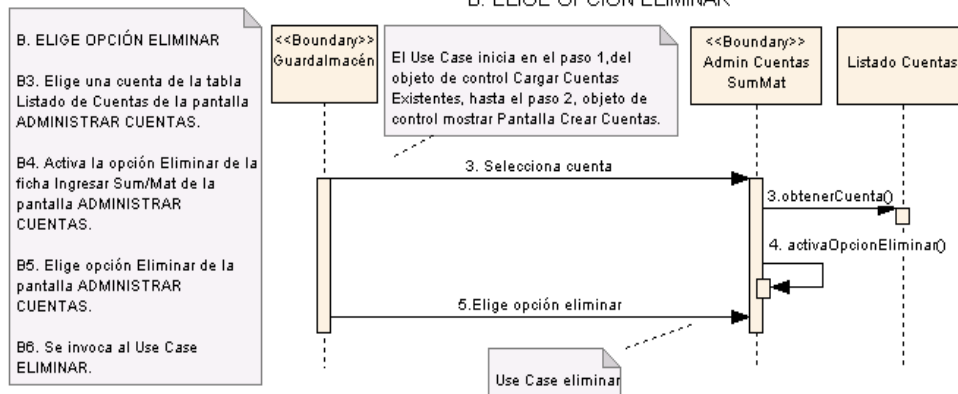 B. ELIGE OPCIÓN ELIMINAR
B. ELIGE OPCIÓN ELIMINAR
B3. Elige una cuenta de la tabla
Listado de Cuentas de la pantalla
ADMINISTRAR CUENTAS.
B4. Activa la opción Eliminar de la
ficha Ingresar Sum/Mat de la
pantalla ADMINISTRAR
CUENTAS.
B5. Elige opción Eliminar de la
pantalla ADMINISTRAR
CUENTAS.
B6. Se invoca al Use Case
ELIMINAR.
<<Boundary>>
Guardalmacén
El Use Case inicia en el paso 1,del
objeto de control Cargar Cuentas
Existentes, hasta el paso 2, objeto de
control mostrar Pantalla Crear Cuentas.
<<Boundary>>
Admin Cuentas
SumMat
Listado Cuentas
3. Selecciona cuenta
3.obtenerCuenta()
4. activaOpcionEliminar()
5.Elige opción eliminar
Use Case eliminar